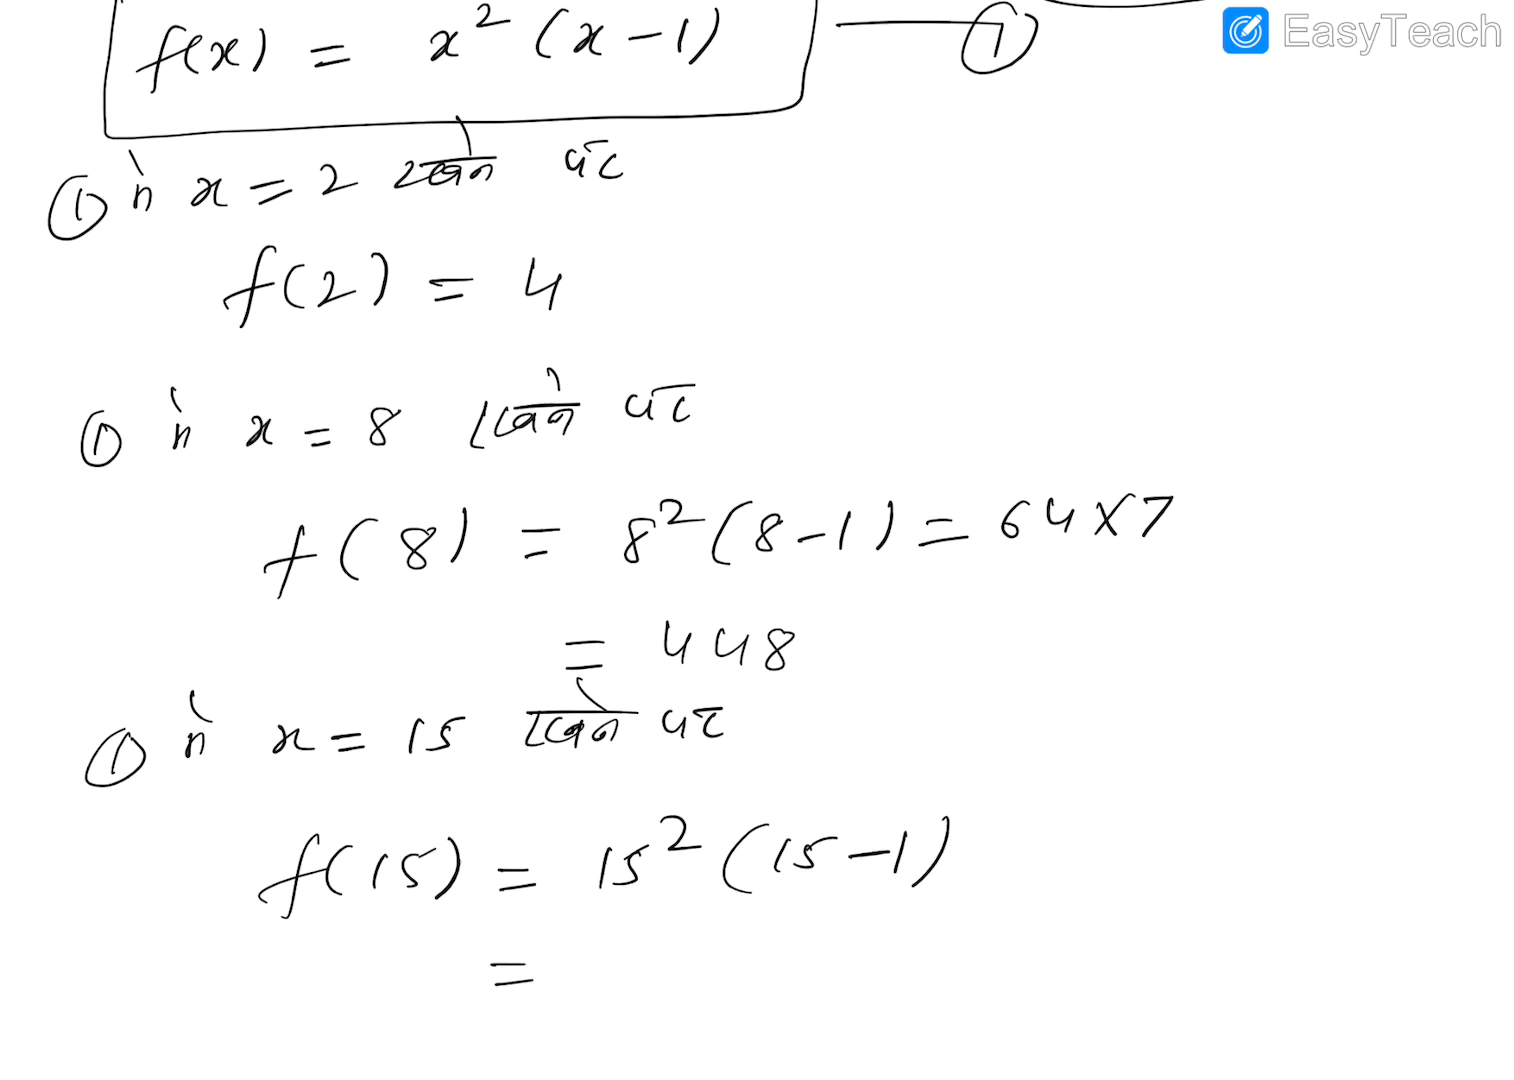 f(x) = x² (x-1) —— ①
EasyTeach
① में x = 2 रखने पर
f(2) = 4
① में x = 8 रखने पर
f(8) = 8² (8-1) = 64×7
= 448
① में x = 15 रखने पर
f(15) = 15² (15-1)
=